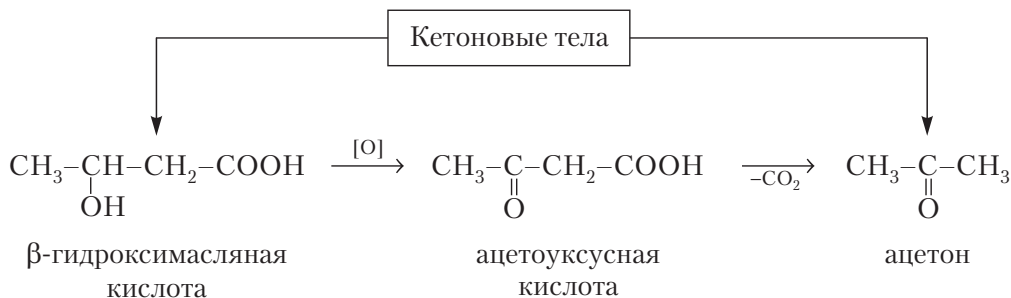 Кетоновые тела
CH₃–CH–CH₂–COOH [O] CH₃–C–CH₂–COOH –CO₂ CH₃–C–CH₃
OH O O
β-гидроксимасляная ацетоуксусная ацетон
кислота кислота